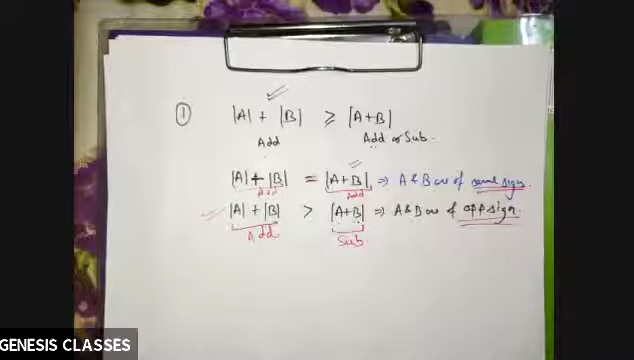 ① |A| + |B| ≥ |A+B|
Add Add or Sub.
|A| + |B| = |A+B| ⇒ A & B are of same sign.
Add Add
|A| + |B| > |A+B| ⇒ A & B are of opp sign.
Add Sub
GENESIS CLASSES